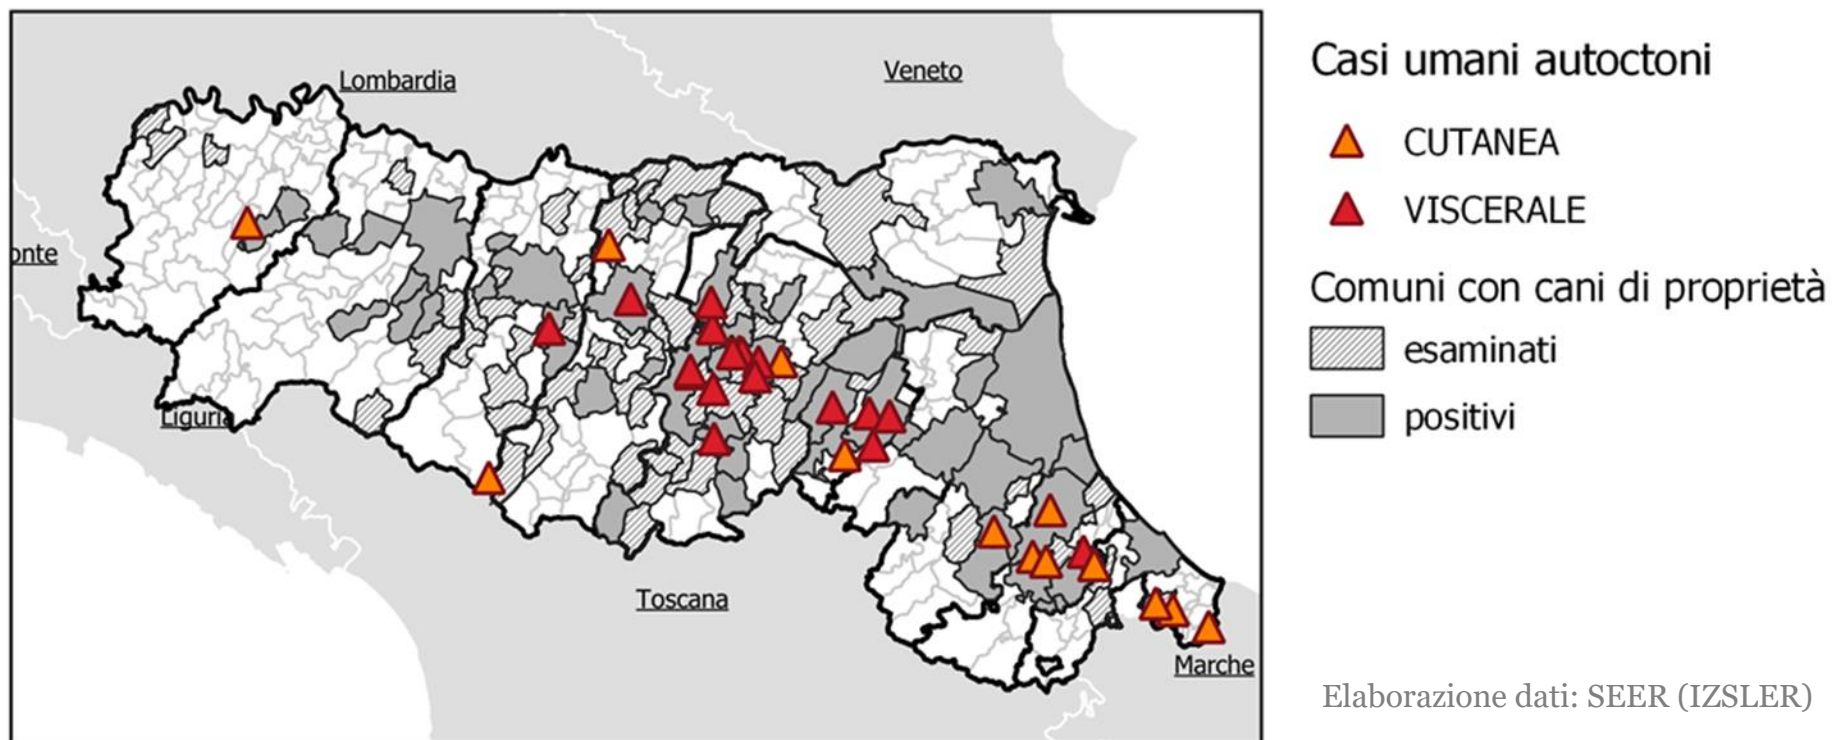 Lombardia
Veneto
onte
Liguria
Toscana
Marche
Casi umani autoctoni
CUTANEA
VISCERALE
Comuni con cani di proprietà
esaminati
positivi
Elaborazione dati: SEER (IZSLER)